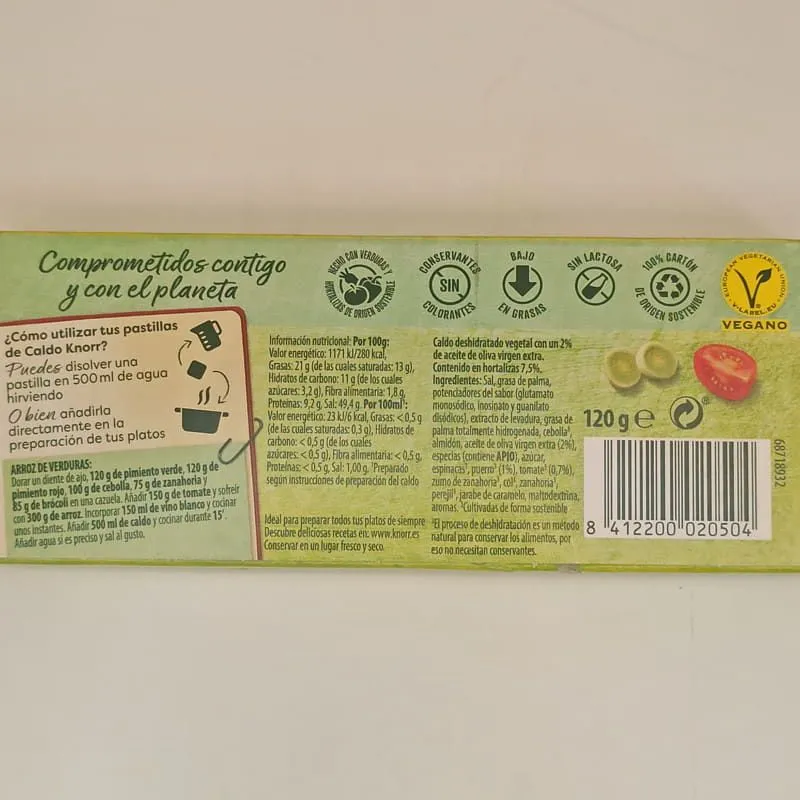 Comprometidos contigo
y con el planeta
HECHO CON VERDURAS Y
HORTALIZAS DE ORIGEN SOSTENIBLE
CONSERVANTES
SIN
COLORANTES
BAJO
EN GRASAS
SIN LACTOSA
100% CARTÓN
DE ORIGEN SOSTENIBLE
EUROPEAN VEGETARIAN UNION
V-LABEL.EU
VEGANO
¿Cómo utilizar tus pastillas
de Caldo Knorr?
Puedes disolver una
pastilla en 500 ml de agua
hirviendo
O bien añadirla
directamente en la
preparación de tus platos
ARROZ DE VERDURAS:
Dorar un diente de ajo, 120 g de pimiento verde, 120 g de
pimiento rojo, 100 g de cebolla, 75 g de zanahoria y
85 g de brócoli en una cazuela. Añadir 150 g de tomate y sofreir
con 300 g de arroz. Incorporar 150 ml de vino blanco y cocinar
unos instantes. Añadir 500 ml de caldo y cocinar durante 15'.
Añadir agua si es preciso y sal al gusto.
Información nutricional: Por 100g:
Valor energético: 1171 kJ/280 kcal,
Grasas: 21 g (de las cuales saturadas: 13 g),
Hidratos de carbono: 11 g (de los cuales
azúcares: 3,2 g), Fibra alimentaria: 1,8 g,
Proteínas: 9,2 g, Sal: 49,4 g. Por 100ml¹:
Valor energético: 23 kJ/6 kcal, Grasas: < 0,5 g
(de las cuales saturadas: 0,3 g), Hidratos de
carbono: < 0,5 g (de los cuales
azúcares: < 0,5 g), Fibra alimentaria: < 0,5 g,
Proteínas: < 0,5 g, Sal: 1,00 g. ¹Preparado
según instrucciones de preparación del caldo
Ideal para preparar todos tus platos de siempre
Descubre deliciosas recetas en: www.knorr.es
Conservar en un lugar fresco y seco.
Caldo deshidratado vegetal con un 2%
de aceite de oliva virgen extra.
Contenido en hortalizas 7,5%.
Ingredientes: Sal, grasa de palma,
potenciadores del sabor (glutamato
monosódico, inosinato y guanilato
disódicos), extracto de levadura, grasa de
palma totalmente hidrogenada, cebolla¹,
almidón, aceite de oliva virgen extra (2%),
especias (contiene APIO), azúcar,
espinacas¹, puerro¹ (1%), tomate¹ (0,7%),
zumo de zanahoria¹, col¹, zanahoria¹,
perejil¹, jarabe de caramelo, maltodextrina,
aromas. ¹Cultivadas de forma sostenible
²El proceso de deshidratación es un método
natural para conservar los alimentos, por
eso no necesitan conservantes.
120 g e
®
68718932
8 412200 020504